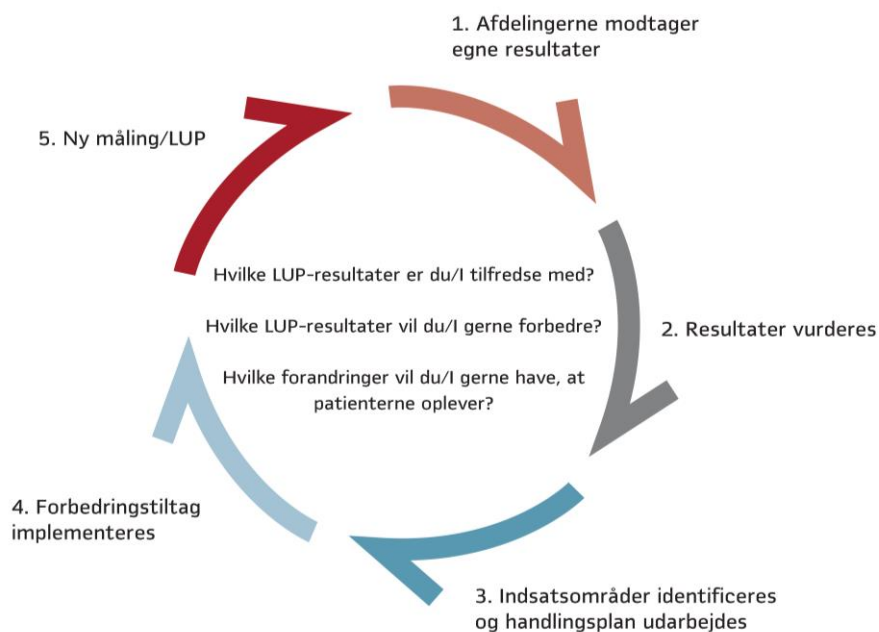 1. Afdelingerne modtager
egne resultater
2. Resultater vurderes
3. Indsatsområder identificeres
og handlingsplan udarbejdes
4. Forbedringstiltag
implementeres
5. Ny måling/LUP
Hvilke LUP-resultater er du/I tilfredse med?
Hvilke LUP-resultater vil du/I gerne forbedre?
Hvilke forandringer vil du/I gerne have, at
patienterne oplever?